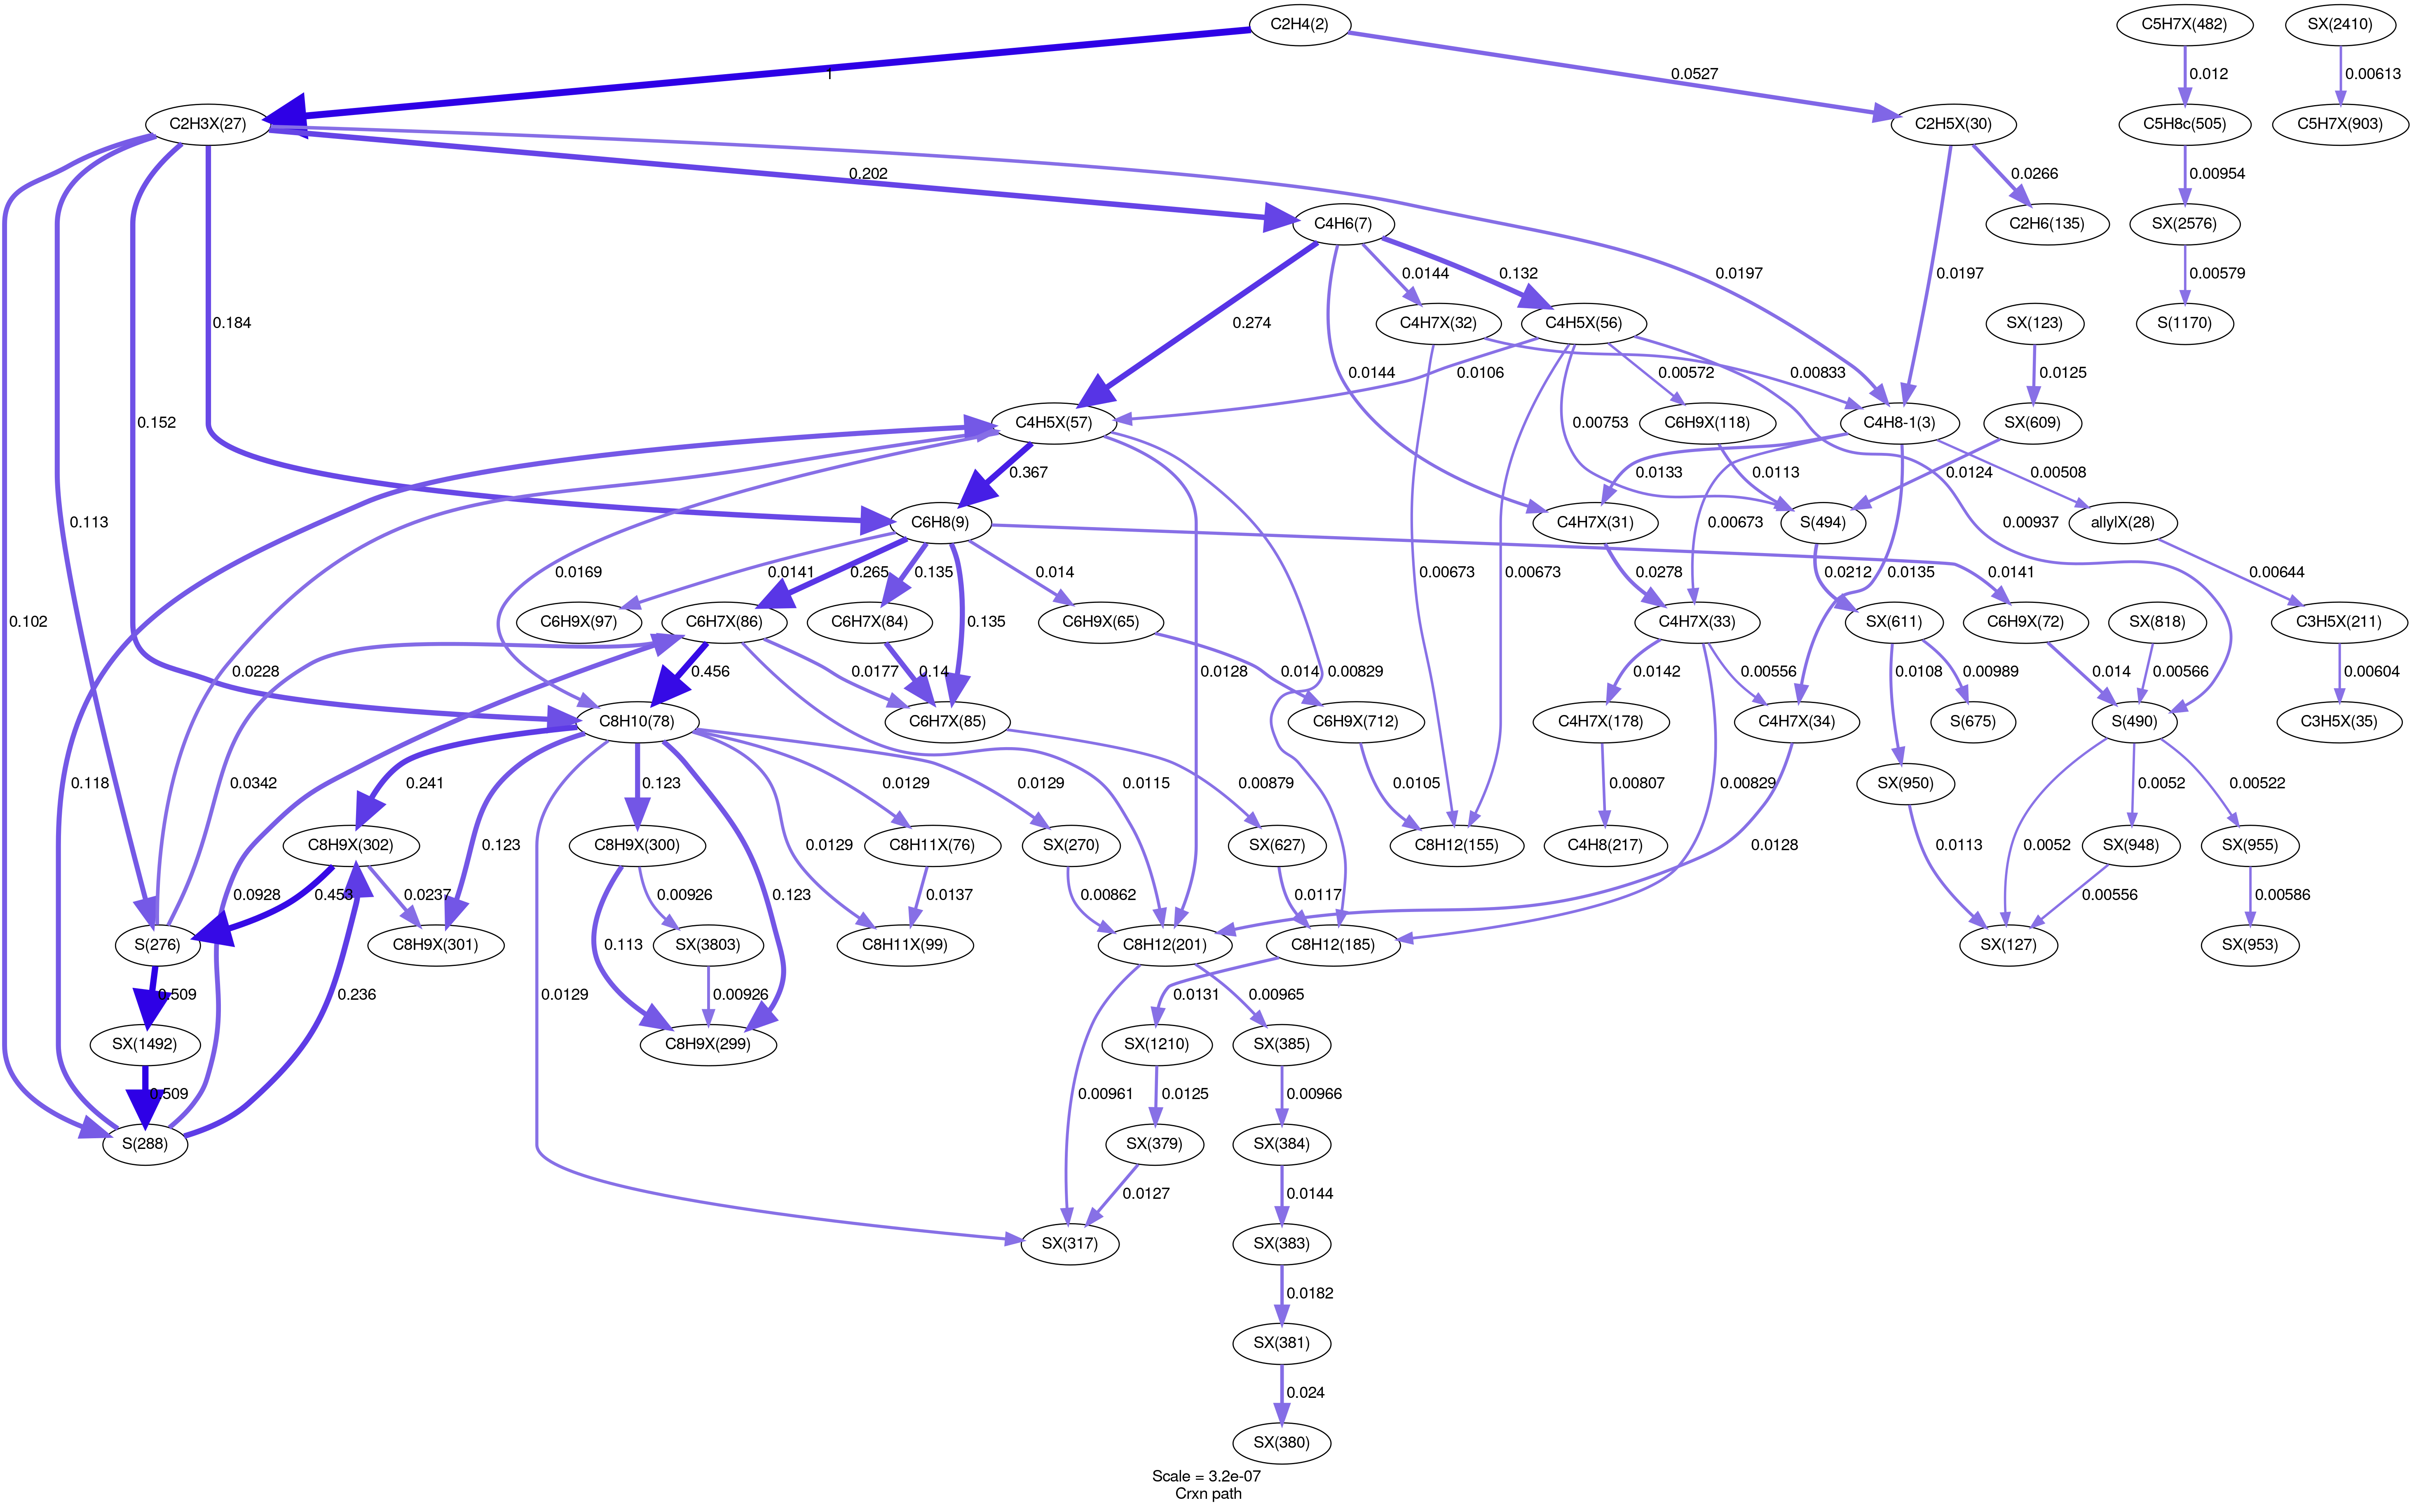 C2H4(2)
C5H7X(482)
SX(2410)
1
0.0527
0.012
0.00613
C2H3X(27)
C2H5X(30)
C5H8c(505)
C5H7X(903)
0.202
0.0266
0.00954
C4H6(7)
C2H6(135)
SX(2576)
0.0144
0.132
0.0197
0.0197
0.00579
0.184
0.274
C4H7X(32)
C4H5X(56)
SX(123)
S(1170)
0.0144
0.0106
0.00572
0.00833
0.0125
0.152
C4H5X(57)
0.00753
C6H9X(118)
C4H8-1(3)
SX(609)
0.367
0.0133
0.0113
0.0124
0.00508
0.113
C6H8(9)
C4H7X(31)
S(494)
0.00937
allylX(28)
0.00673
0.0169
0.0141
0.265
0.135
0.014
0.00673
0.00673
0.0278
0.0212
0.0135
0.0141
0.00644
0.102
C6H9X(97)
C6H7X(86)
C6H7X(84)
0.135
C6H9X(65)
C4H7X(33)
SX(611)
C6H9X(72)
SX(818)
C3H5X(211)
0.0228
0.0128
0.00829
0.456
0.0177
0.14
0.014
0.0142
0.00556
0.0108
0.00989
0.014
0.00566
0.00604
C8H10(78)
C6H7X(85)
C6H9X(712)
C4H7X(178)
C4H7X(34)
S(675)
S(490)
C3H5X(35)
0.118
0.0342
0.241
0.123
0.0129
0.0129
0.0115
0.00879
0.0105
0.00807
0.00829
SX(950)
0.0052
0.00522
C8H9X(302)
0.123
C8H9X(300)
0.0129
C8H11X(76)
SX(270)
SX(627)
C8H12(155)
C4H8(217)
0.0128
0.0113
0.0052
SX(948)
SX(955)
0.0928
0.453
0.0237
0.00926
0.123
0.0137
0.00862
0.0117
0.00556
0.00586
S(276)
C8H9X(301)
0.113
SX(3803)
C8H11X(99)
C8H12(201)
C8H12(185)
SX(127)
SX(953)
0.509
0.236
0.0129
0.00926
0.0131
0.00965
SX(1492)
C8H9X(299)
SX(1210)
SX(385)
0.509
0.00961
0.0125
0.00966
S(288)
SX(379)
SX(384)
0.0127
0.0144
SX(317)
SX(383)
0.0182
SX(381)
0.024
SX(380)
Scale = 3.2e-07
Crxn path